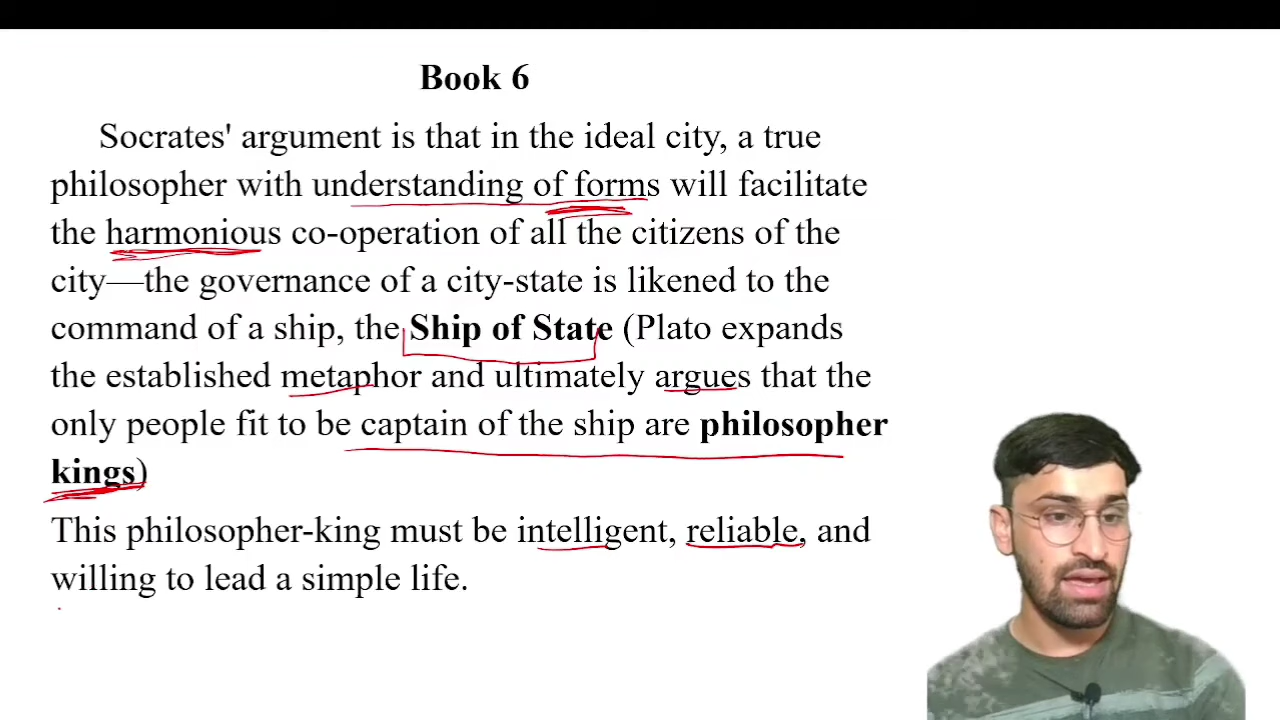 Book 6
Socrates' argument is that in the ideal city, a true
philosopher with understanding of forms will facilitate
the harmonious co-operation of all the citizens of the
city—the governance of a city-state is likened to the
command of a ship, the Ship of State (Plato expands
the established metaphor and ultimately argues that the
only people fit to be captain of the ship are philosopher
kings)
This philosopher-king must be intelligent, reliable, and
willing to lead a simple life.